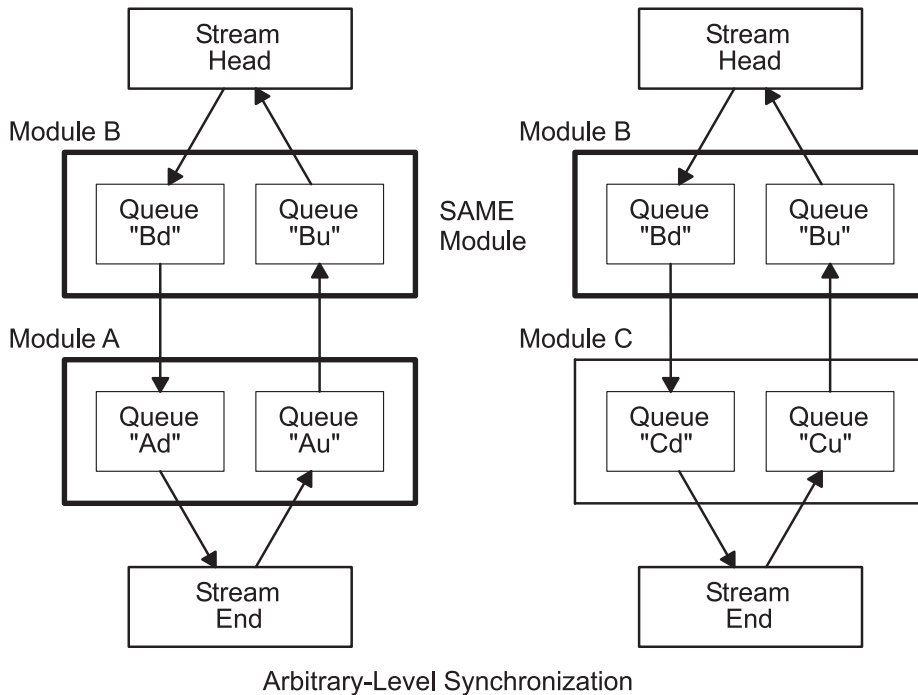 Stream
Head
Stream
Head
Module B
Module B
Queue
"Bd"
Queue
"Bu"
SAME
Module
Queue
"Bd"
Queue
"Bu"
Module A
Module C
Queue
"Ad"
Queue
"Au"
Queue
"Cd"
Queue
"Cu"
Stream
End
Stream
End
Arbitrary-Level Synchronization